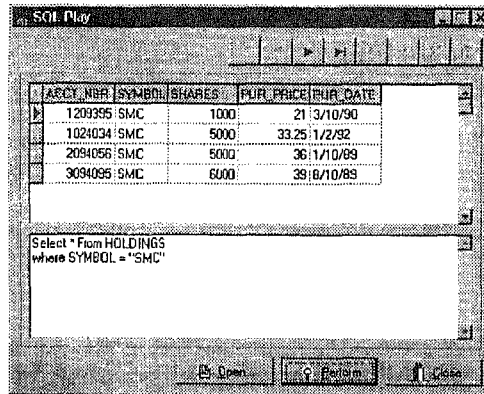 SQL Play
ACCT_NBR SYMBOL SHARES PUR_PRICE PUR_DATE
1209395 SMC 1000 21 3/10/90
1024034 SMC 5000 33.25 1/2/92
2094056 SMC 5000 36 1/10/89
3094095 SMC 6000 39 8/10/89
Select * From HOLDINGS
where SYMBOL = "SMC"
Open...
Perform
Close